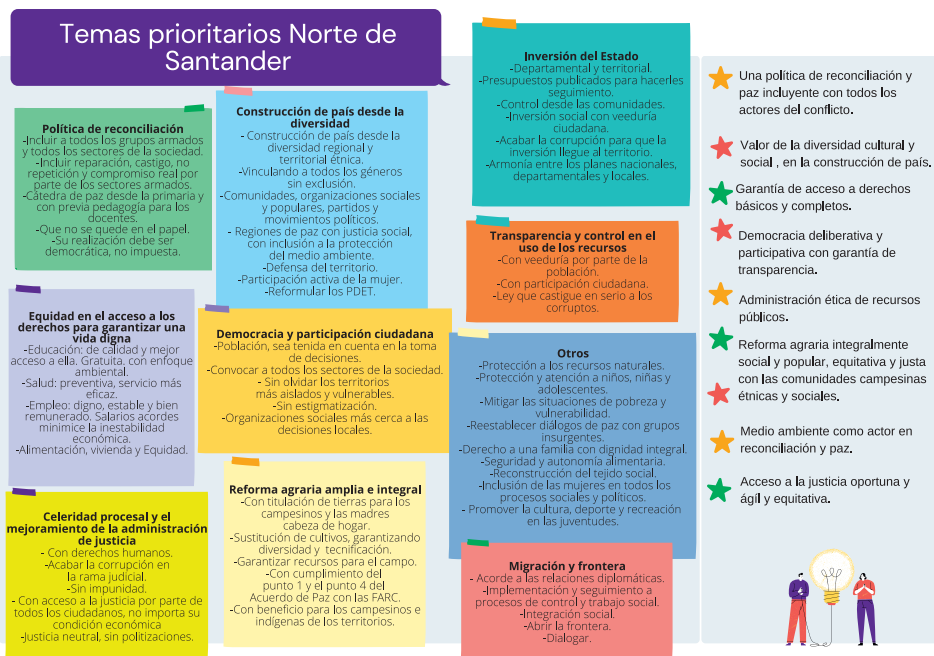 Temas prioritarios Norte de
Santander
Política de reconciliación
-Incluir a todos los grupos armados
y todos los sectores de la sociedad.
-Incluir reparación, castigo, no
repetición y compromiso real por
parte de los sectores armados.
-Cátedra de paz desde la primaria y
con previa pedagogía para los
docentes.
-Que no se quede en el papel.
-Su realización debe ser
democrática, no impuesta.
Construcción de país desde la
diversidad
- Construcción de país desde la
diversidad regional y
territorial étnica.
-Vinculando a todos los géneros
sin exclusión.
-Comunidades, organizaciones sociales
y populares, partidos y
movimientos políticos.
- Regiones de paz con justicia social,
con inclusión a la protección
del medio ambiente.
-Defensa del territorio.
-Participación activa de la mujer.
-Reformular los PDET.
Inversión del Estado
-Departamental y territorial.
-Presupuestos publicados para hacerles
seguimiento.
-Control desde las comunidades.
-Inversión social con veeduría
ciudadana.
-Acabar la corrupción para que la
inversión llegue al territorio.
-Armonía entre los planes nacionales,
departamentales y locales.
Transparencia y control en el
uso de los recursos
-Con veeduría por parte de la
población.
-Con participación ciudadana.
-Ley que castigue en serio a los
corruptos.
Equidad en el acceso a los
derechos para garantizar una
vida digna
-Educación: de calidad y mejor
acceso a ella. Gratuita, con enfoque
ambiental.
-Salud: preventiva, servicio más
eficaz.
-Empleo: digno, estable y bien
remunerado. Salarios acordes
minimice la inestabilidad
económica.
-Alimentación, vivienda y Equidad.
Democracia y participación ciudadana
-Población, sea tenida en cuenta en la toma
de decisiones.
-Convocar a todos los sectores de la sociedad.
- Sin olvidar los territorios
más aislados y vulnerables.
-Sin estigmatización.
-Organizaciones sociales más cerca a las
decisiones locales.
Otros
-Protección a los recursos naturales.
-Protección y atención a niños, niñas y
adolescentes.
-Mitigar las situaciones de pobreza y
vulnerabilidad.
-Reestablecer diálogos de paz con grupos
insurgentes.
-Derecho a una familia con dignidad integral.
-Seguridad y autonomía alimentaria.
-Reconstrucción del tejido social.
-Inclusión de las mujeres en todos los
procesos sociales y políticos.
- Promover la cultura, deporte y recreación
en las juventudes.
Celeridad procesal y el
mejoramiento de la administración
de justicia
- Con derechos humanos.
-Acabar la corrupción en
la rama judicial.
-Sin impunidad.
- Con acceso a la justicia por parte de
todos los ciudadanos, no importa su
condición económica
-Justicia neutral, sin politizaciones.
Reforma agraria amplia e integral
-Con titulación de tierras para los
campesinos y las madres
cabeza de hogar.
-Sustitución de cultivos, garantizando
diversidad y tecnificación.
-Garantizar recursos para el campo.
-Con cumplimiento del
punto 1 y el punto 4 del
Acuerdo de Paz con las FARC.
-Con beneficio para los campesinos e
indígenas de los territorios.
Migración y frontera
- Acorde a las relaciones diplomáticas.
-Implementación y seguimiento a
procesos de control y trabajo social.
-Integración social.
-Abrir la frontera.
-Dialogar.
Una política de reconciliación y
paz incluyente con todos los
actores del conflicto.
Valor de la diversidad cultural y
social , en la construcción de país.
Garantía de acceso a derechos
básicos y completos.
Democracia deliberativa y
participativa con garantía de
transparencia.
Administración ética de recursos
públicos.
Reforma agraria integralmente
social y popular, equitativa y justa
con las comunidades campesinas
étnicas y sociales.
Medio ambiente como actor en
reconciliación y paz.
Acceso a la justicia oportuna y
ágil y equitativa.